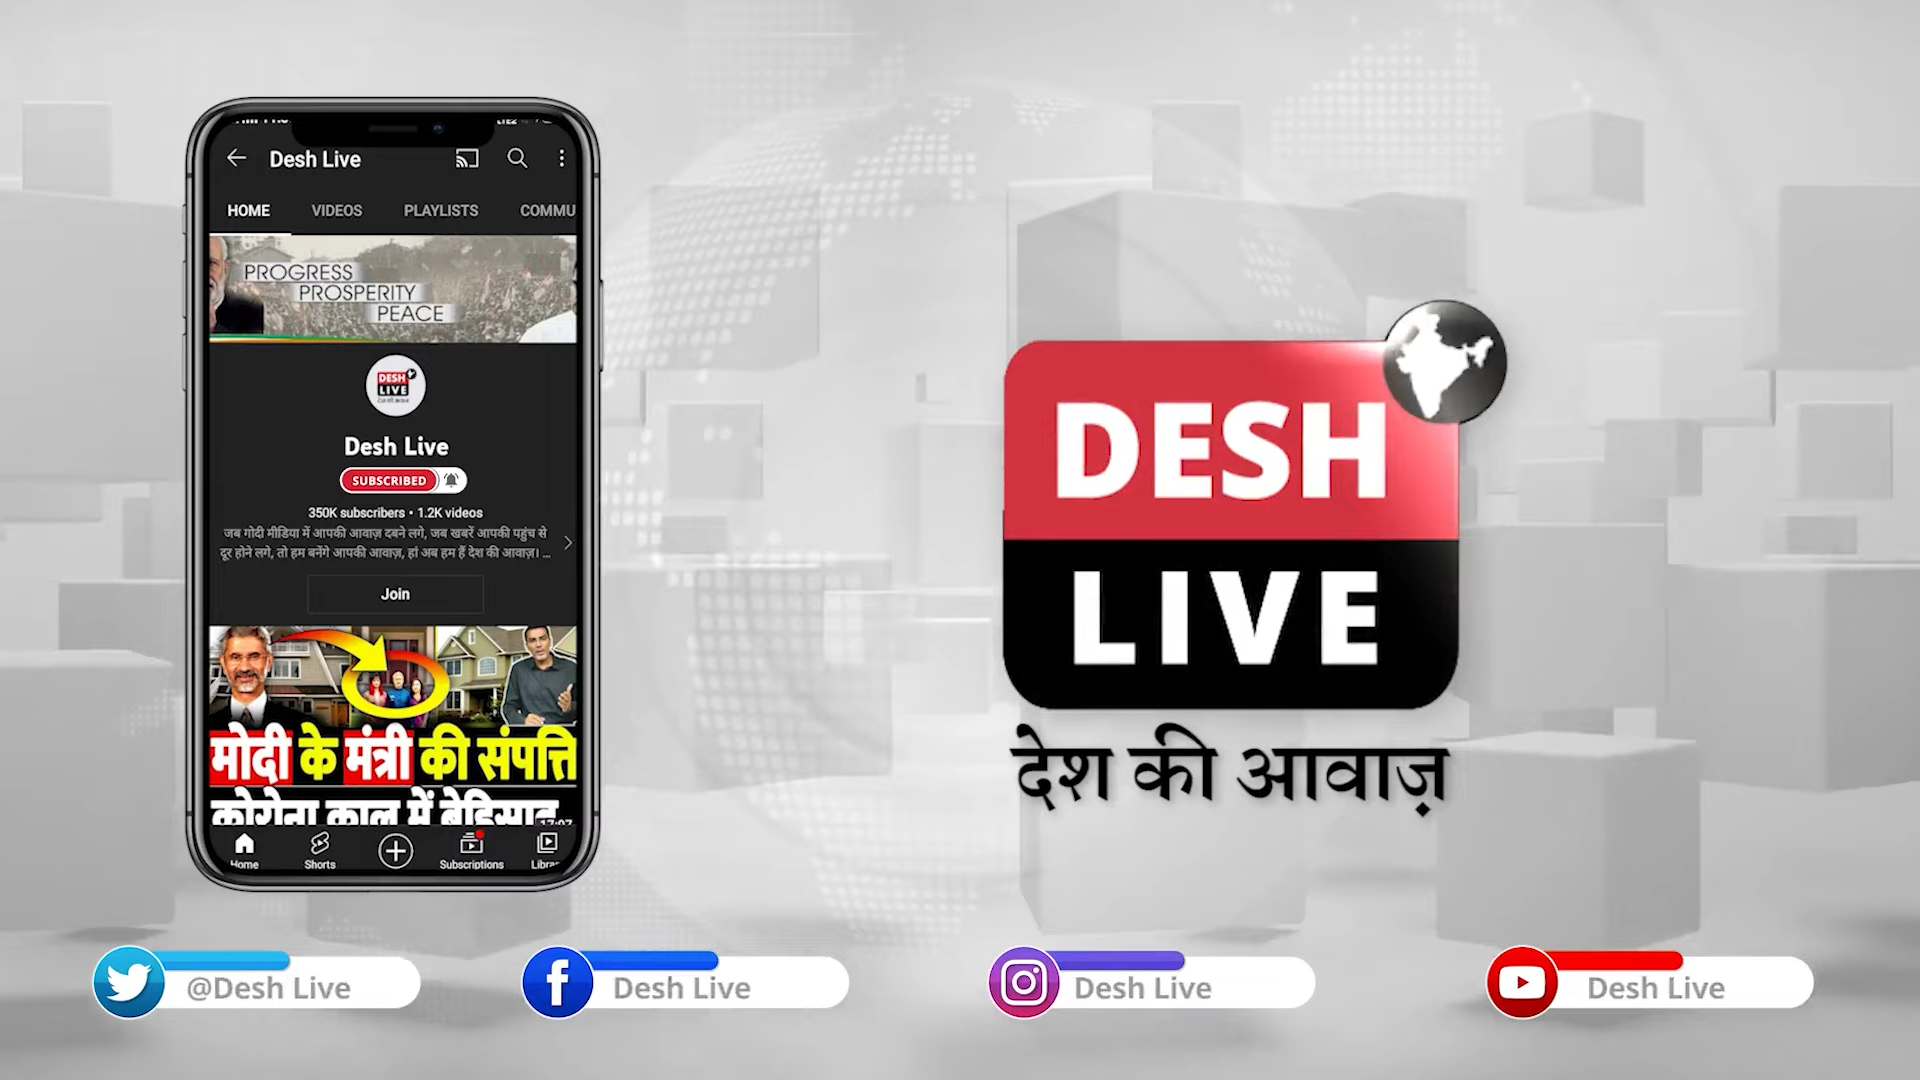 Desh Live
HOME VIDEOS PLAYLISTS COMMU
PROGRESS
PROSPERITY
PEACE
DESH
LIVE
Desh Live
SUBSCRIBED
350K subscribers • 1.2K videos
जब गोदी मीडिया में आपकी आवाज़ दबने लगे, जब खबरें आपकी पहुंच से
दूर होने लगे, तो हम बनेंगे आपकी आवाज़, हां अब हम हैं देश की आवाज़। ...
Join
मोदी के मंत्री की संपत्ति
कोरोना काल में बेहिसाब
Home Shorts Subscriptions
DESH
LIVE
देश की आवाज़
@Desh Live
Desh Live
Desh Live
Desh Live